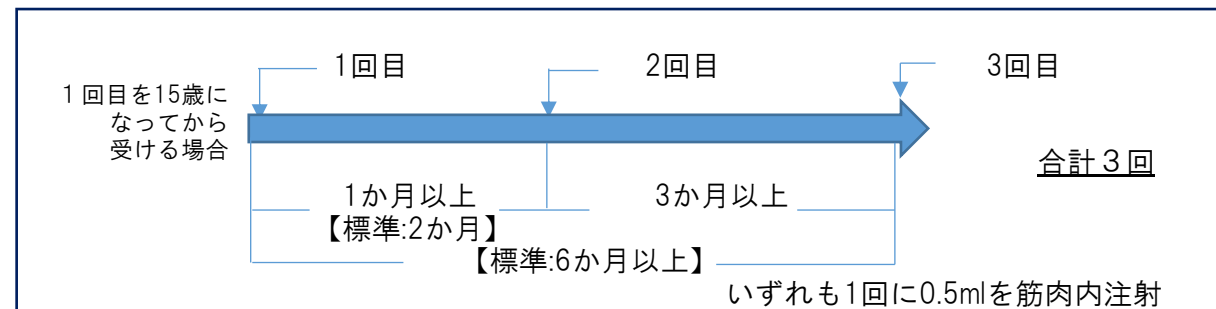 1回目
2回目
3回目
１回目を15歳に
なってから
受ける場合
合計３回
1か月以上
【標準:2か月】
3か月以上
【標準:6か月以上】
いずれも1回に0.5mlを筋肉内注射